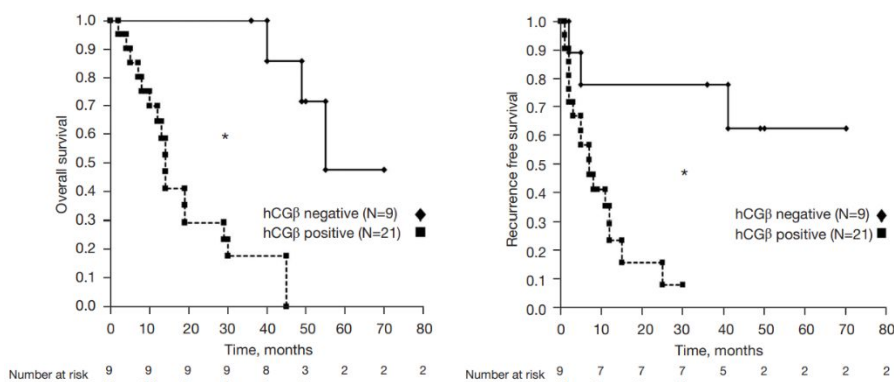 Overall survival
1.0
0.9
0.8
0.7
0.6
0.5
0.4
0.3
0.2
0.1
0.0
*
hCGβ negative (N=9)
hCGβ positive (N=21)
0 10 20 30 40 50 60 70 80
Time, months
Number at risk 9 9 9 9 8 3 2 2 2
Recurrence free survival
1.0
0.9
0.8
0.7
0.6
0.5
0.4
0.3
0.2
0.1
0.0
*
hCGβ negative (N=9)
hCGβ positive (N=21)
0 10 20 30 40 50 60 70 80
Time, months
Number at risk 9 7 7 7 5 2 2 2 2